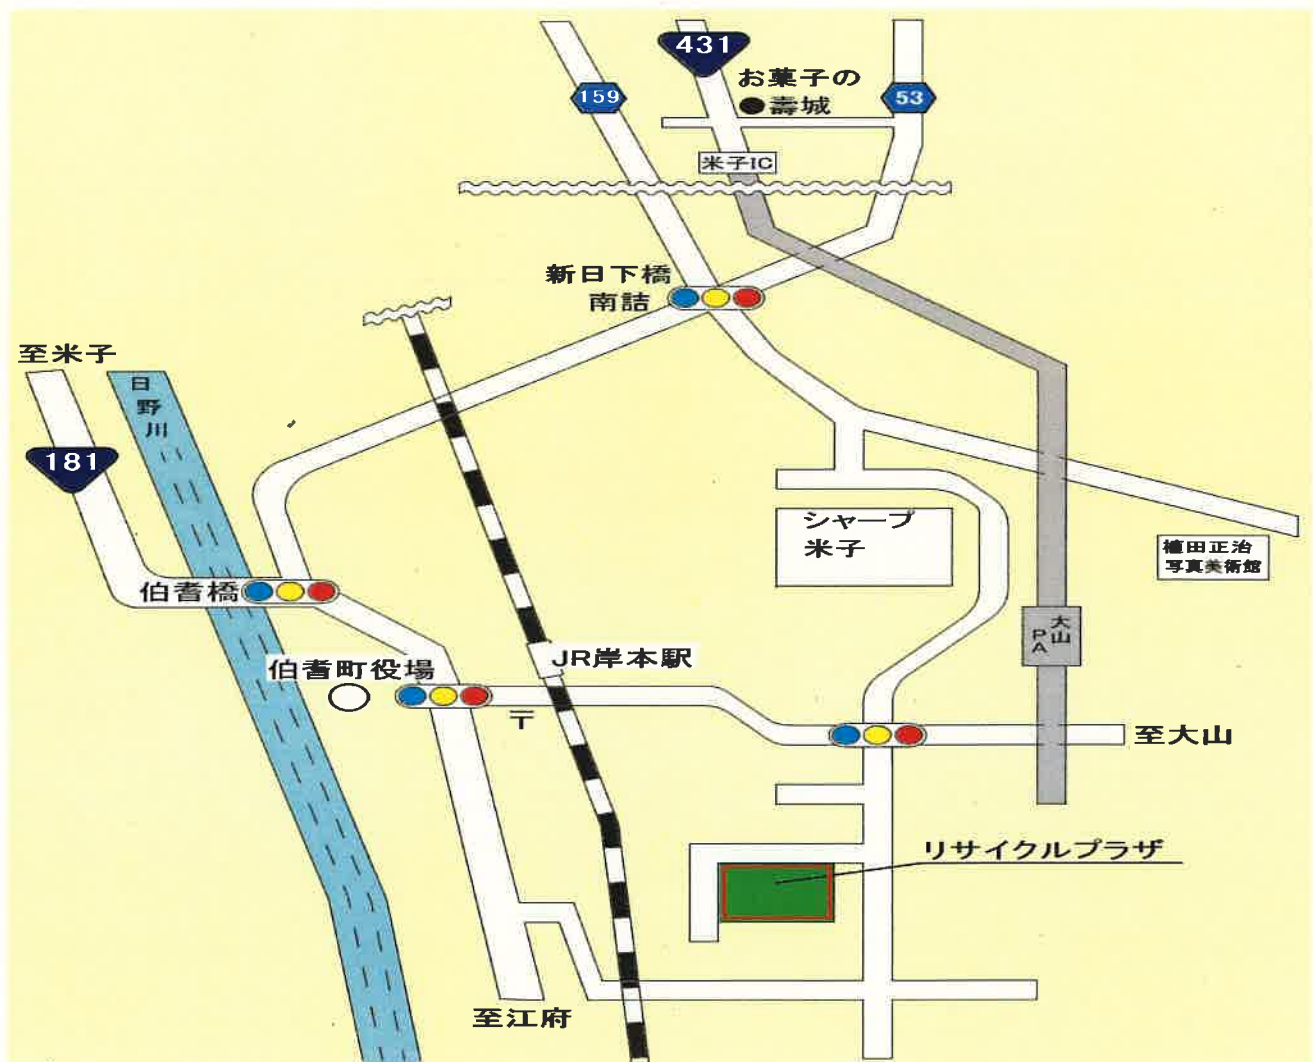 431
お菓子の
●壽城
159
53
米子IC
新日下橋
南詰
至米子
日野川
181
シャープ
米子
植田正治
写真美術館
伯耆橋
大山
PA
JR岸本駅
伯耆町役場
〒
至大山
リサイクルプラザ
至江府